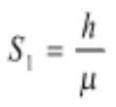 S₁ = h/μ